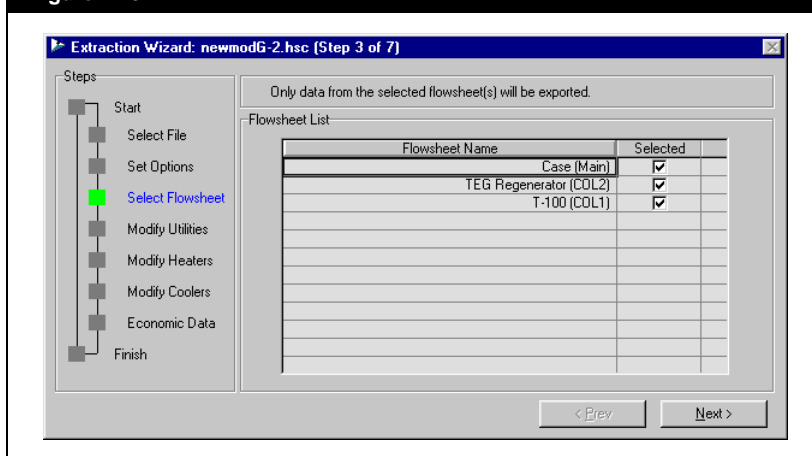 Extraction Wizard: newmodG-2.hsc (Step 3 of 7)
Steps
Start
Select File
Set Options
Select Flowsheet
Modify Utilities
Modify Heaters
Modify Coolers
Economic Data
Finish
Only data from the selected flowsheet(s) will be exported.
Flowsheet List
Flowsheet Name Selected
Case (Main)
TEG Regenerator (COL2)
T-100 (COL1)
< Prev Next >